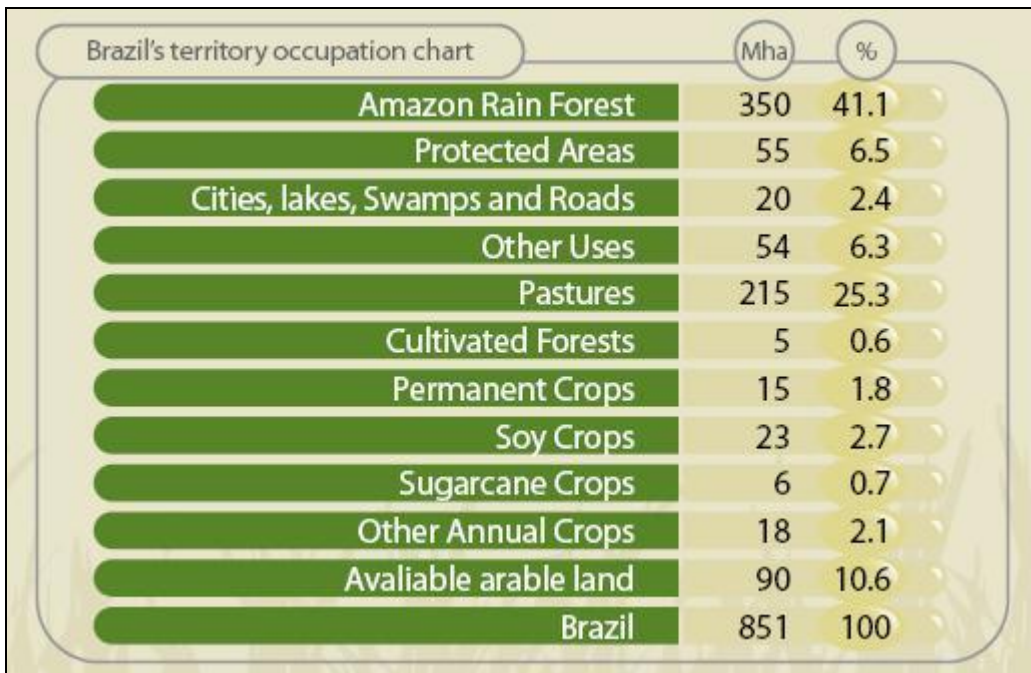 Brazil's territory occupation chart Mha %
Amazon Rain Forest 350 41.1
Protected Areas 55 6.5
Cities, lakes, Swamps and Roads 20 2.4
Other Uses 54 6.3
Pastures 215 25.3
Cultivated Forests 5 0.6
Permanent Crops 15 1.8
Soy Crops 23 2.7
Sugarcane Crops 6 0.7
Other Annual Crops 18 2.1
Avaliable arable land 90 10.6
Brazil 851 100